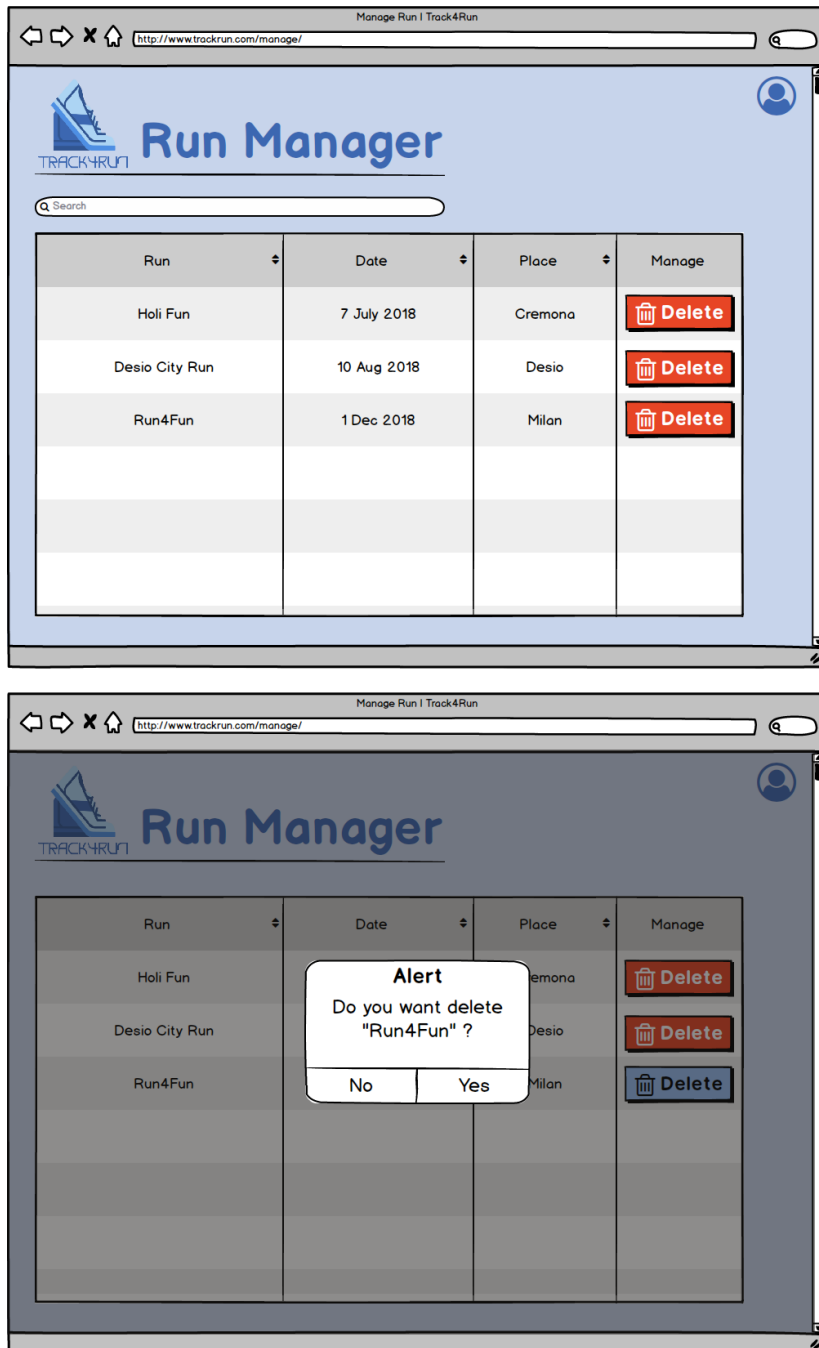 Manage Run | Track4Run
http://www.trackrun.com/manage/
TRACK4RUN
Run Manager
Search
Run Date Place Manage
Holi Fun 7 July 2018 Cremona Delete
Desio City Run 10 Aug 2018 Desio Delete
Run4Fun 1 Dec 2018 Milan Delete
Manage Run | Track4Run
http://www.trackrun.com/manage/
TRACK4RUN
Run Manager
Run Date Place Manage
Holi Fun emona Delete
Desio City Run Desio Delete
Run4Fun Milan Delete
Alert
Do you want delete
"Run4Fun" ?
No Yes